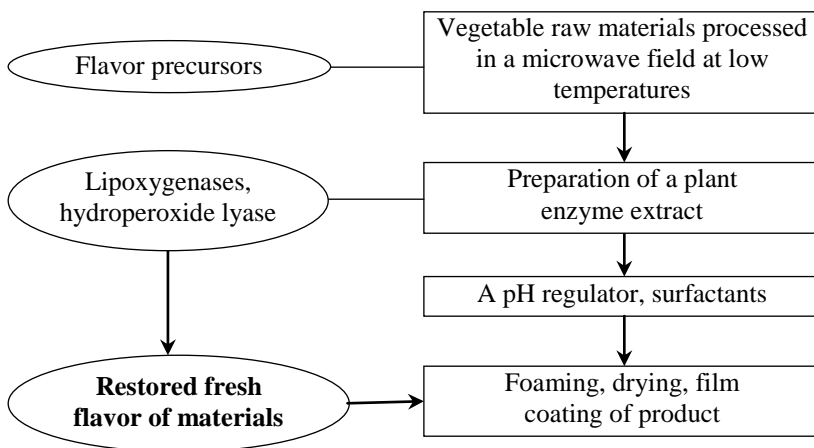 Flavor precursors
Vegetable raw materials processed
in a microwave field at low
temperatures
Lipoxygenases,
hydroperoxide lyase
Preparation of a plant
enzyme extract
A pH regulator, surfactants
Restored fresh
flavor of materials
Foaming, drying, film
coating of product